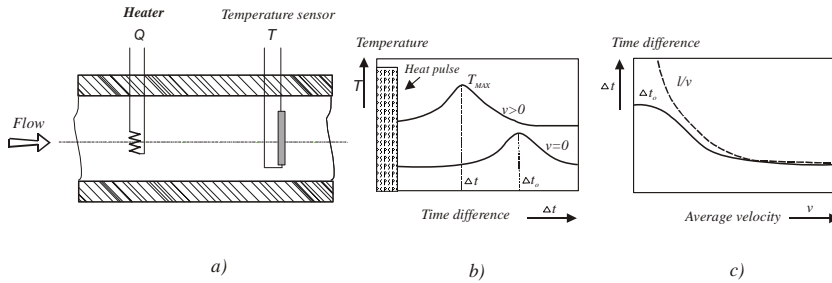 Heater
Q
Temperature sensor
T
Flow
a)
Temperature
T
Heat pulse
T_MAX
v>0
v=0
Δt
Δt_o
Time difference Δt
b)
Time difference
Δt
Δt_o
l/v
Average velocity v
c)